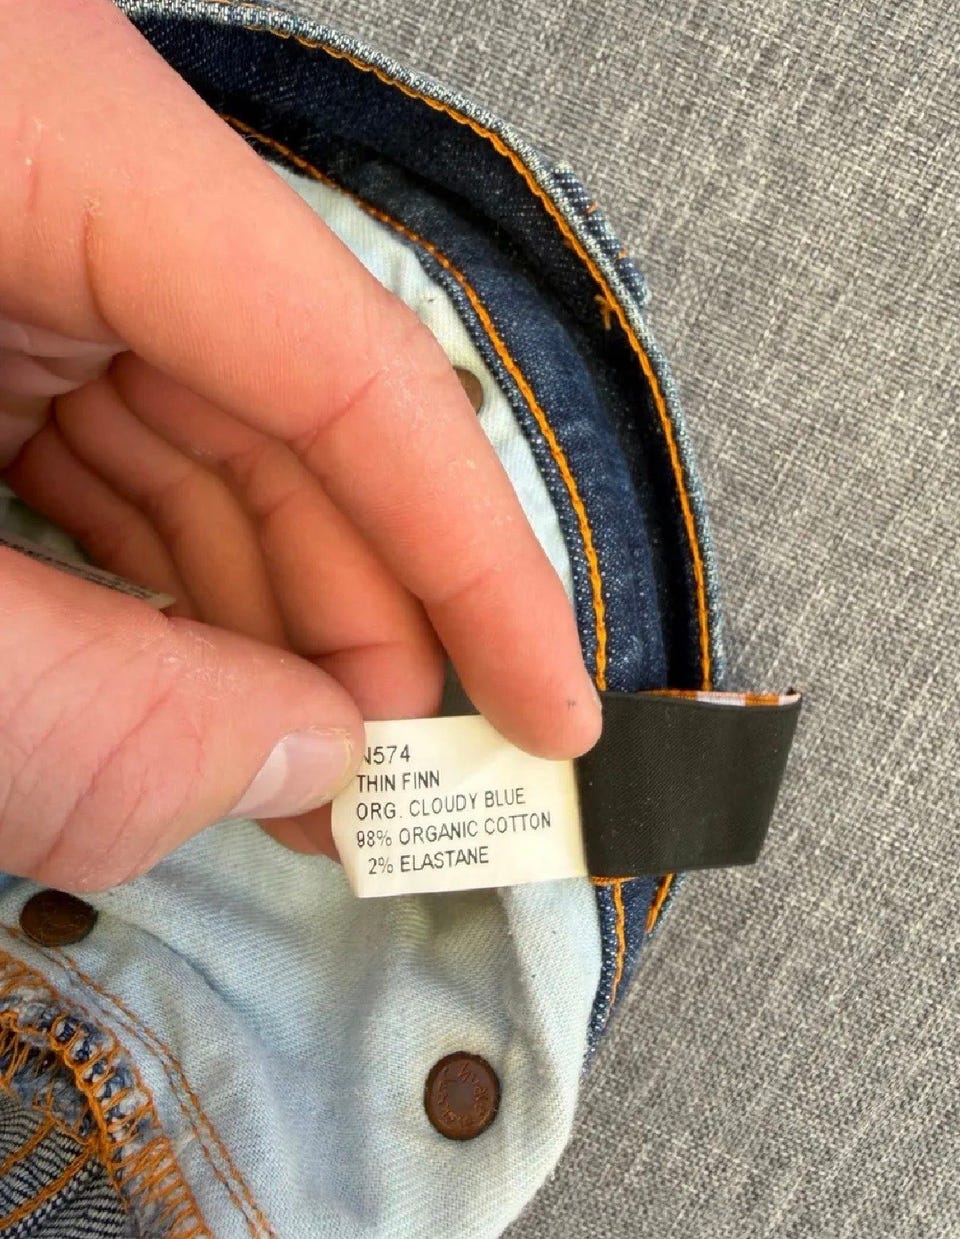 N574
THIN FINN
ORG. CLOUDY BLUE
98% ORGANIC COTTON
2% ELASTANE